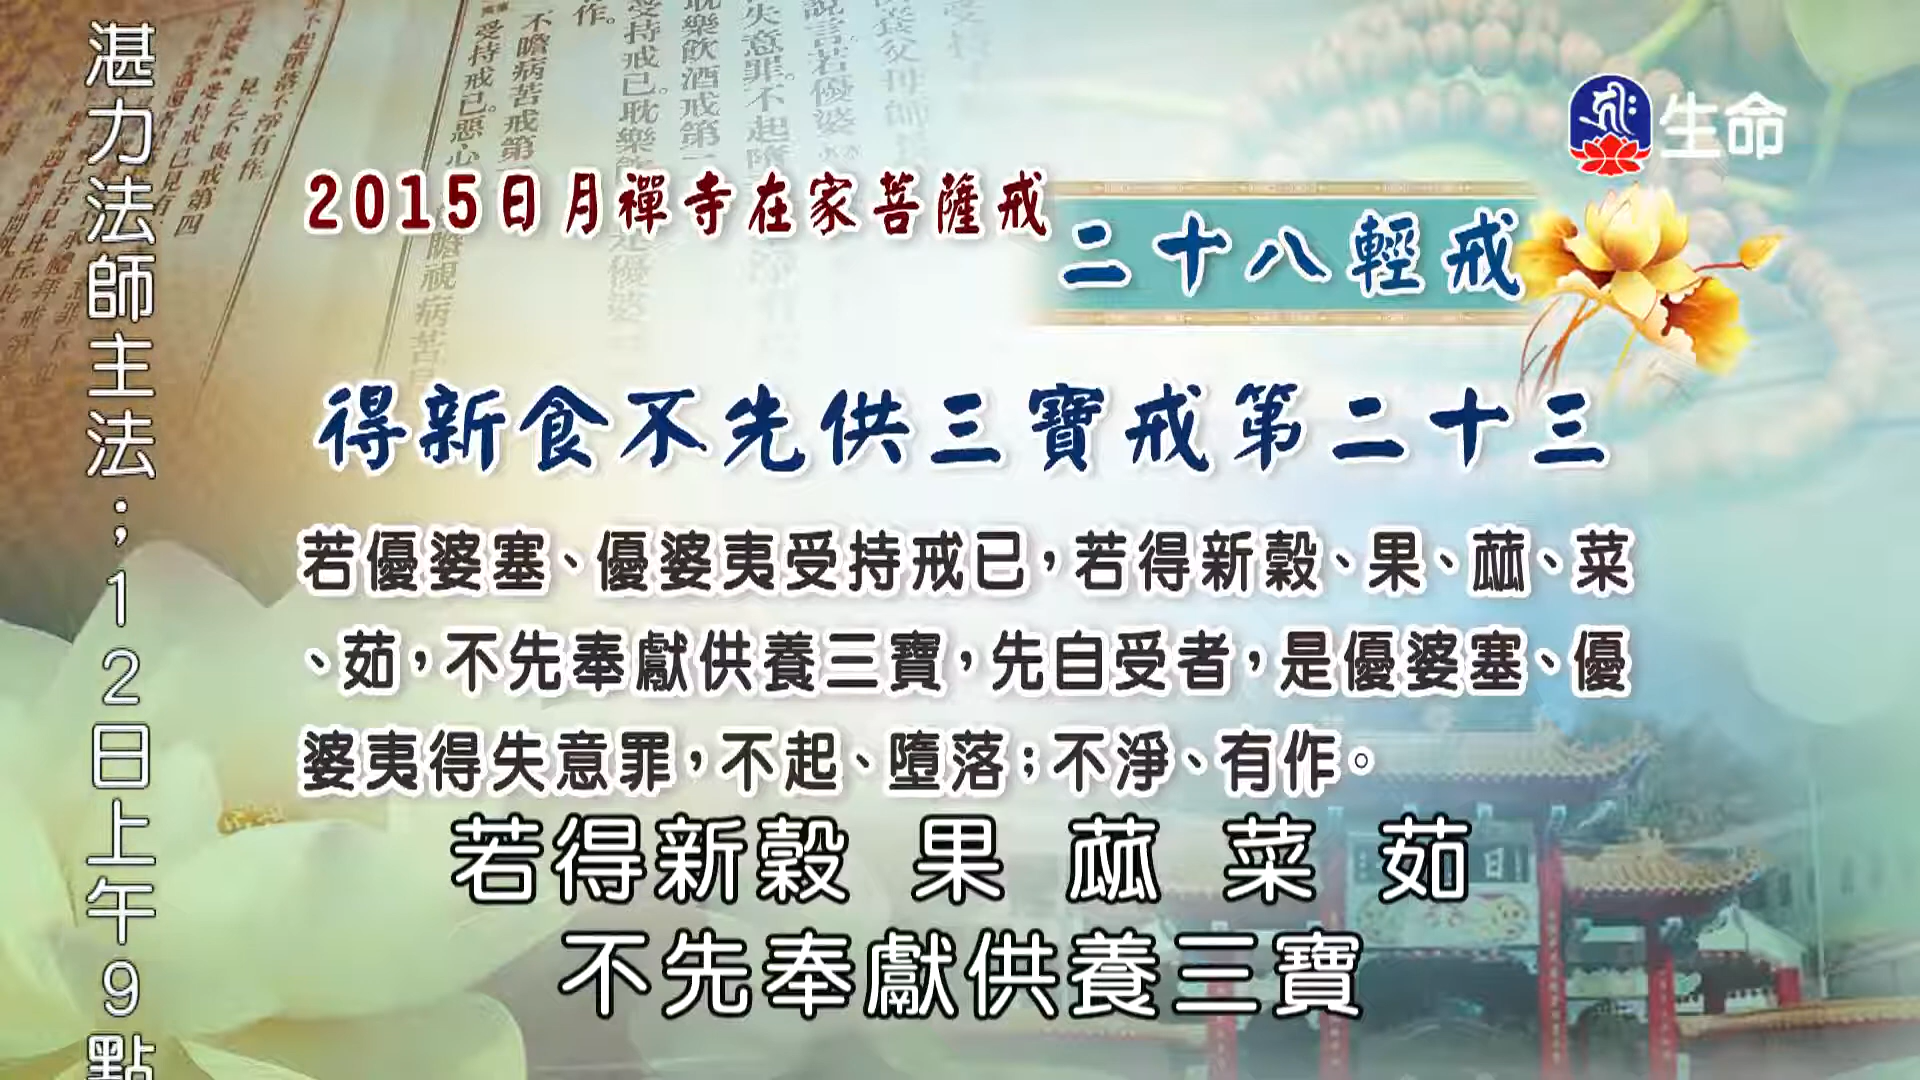 湛力法師主法；12日上午9點
生命
2015日月禪寺在家菩薩戒
二十八輕戒
得新食不先供三寶戒第二十三
若優婆塞、優婆夷受持戒已，若得新穀、果、蓏、菜
、茹，不先奉獻供養三寶，先自受者，是優婆塞、優
婆夷得失意罪，不起、墮落；不淨、有作。
若得新穀 果 蓏 菜 茹
不先奉獻供養三寶